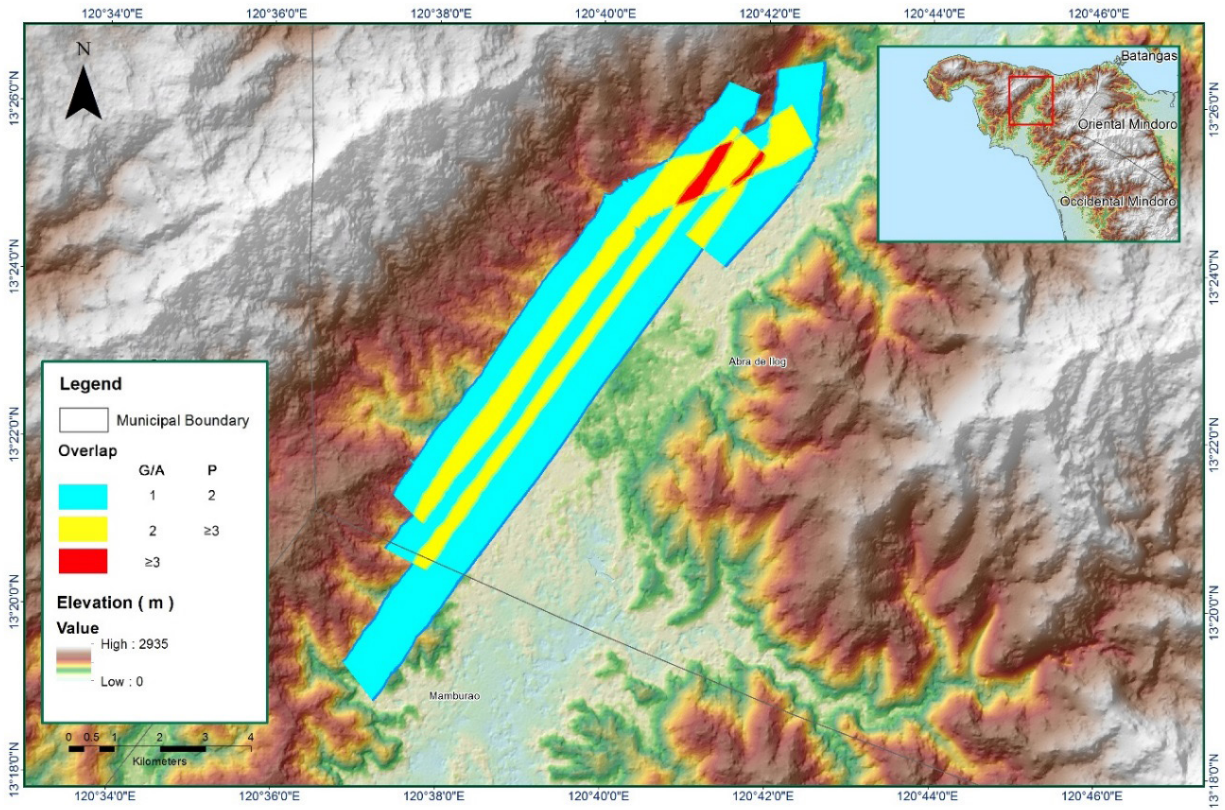 120°34'0"E 120°36'0"E 120°38'0"E 120°40'0"E 120°42'0"E 120°44'0"E 120°46'0"E
N
13°26'0"N
13°24'0"N
13°22'0"N
13°20'0"N
13°18'0"N
Batangas
Oriental Mindoro
Occidental Mindoro
13°26'0"N
13°24'0"N
13°22'0"N
13°20'0"N
13°18'0"N
Abra de Ilog
Mamburao
Legend
Municipal Boundary
Overlap
G/A P
1 2
2 ≥3
≥3
Elevation ( m )
Value
High : 2935
Low : 0
0 0.5 1 2 3 4
Kilometers
120°34'0"E 120°36'0"E 120°38'0"E 120°40'0"E 120°42'0"E 120°44'0"E 120°46'0"E